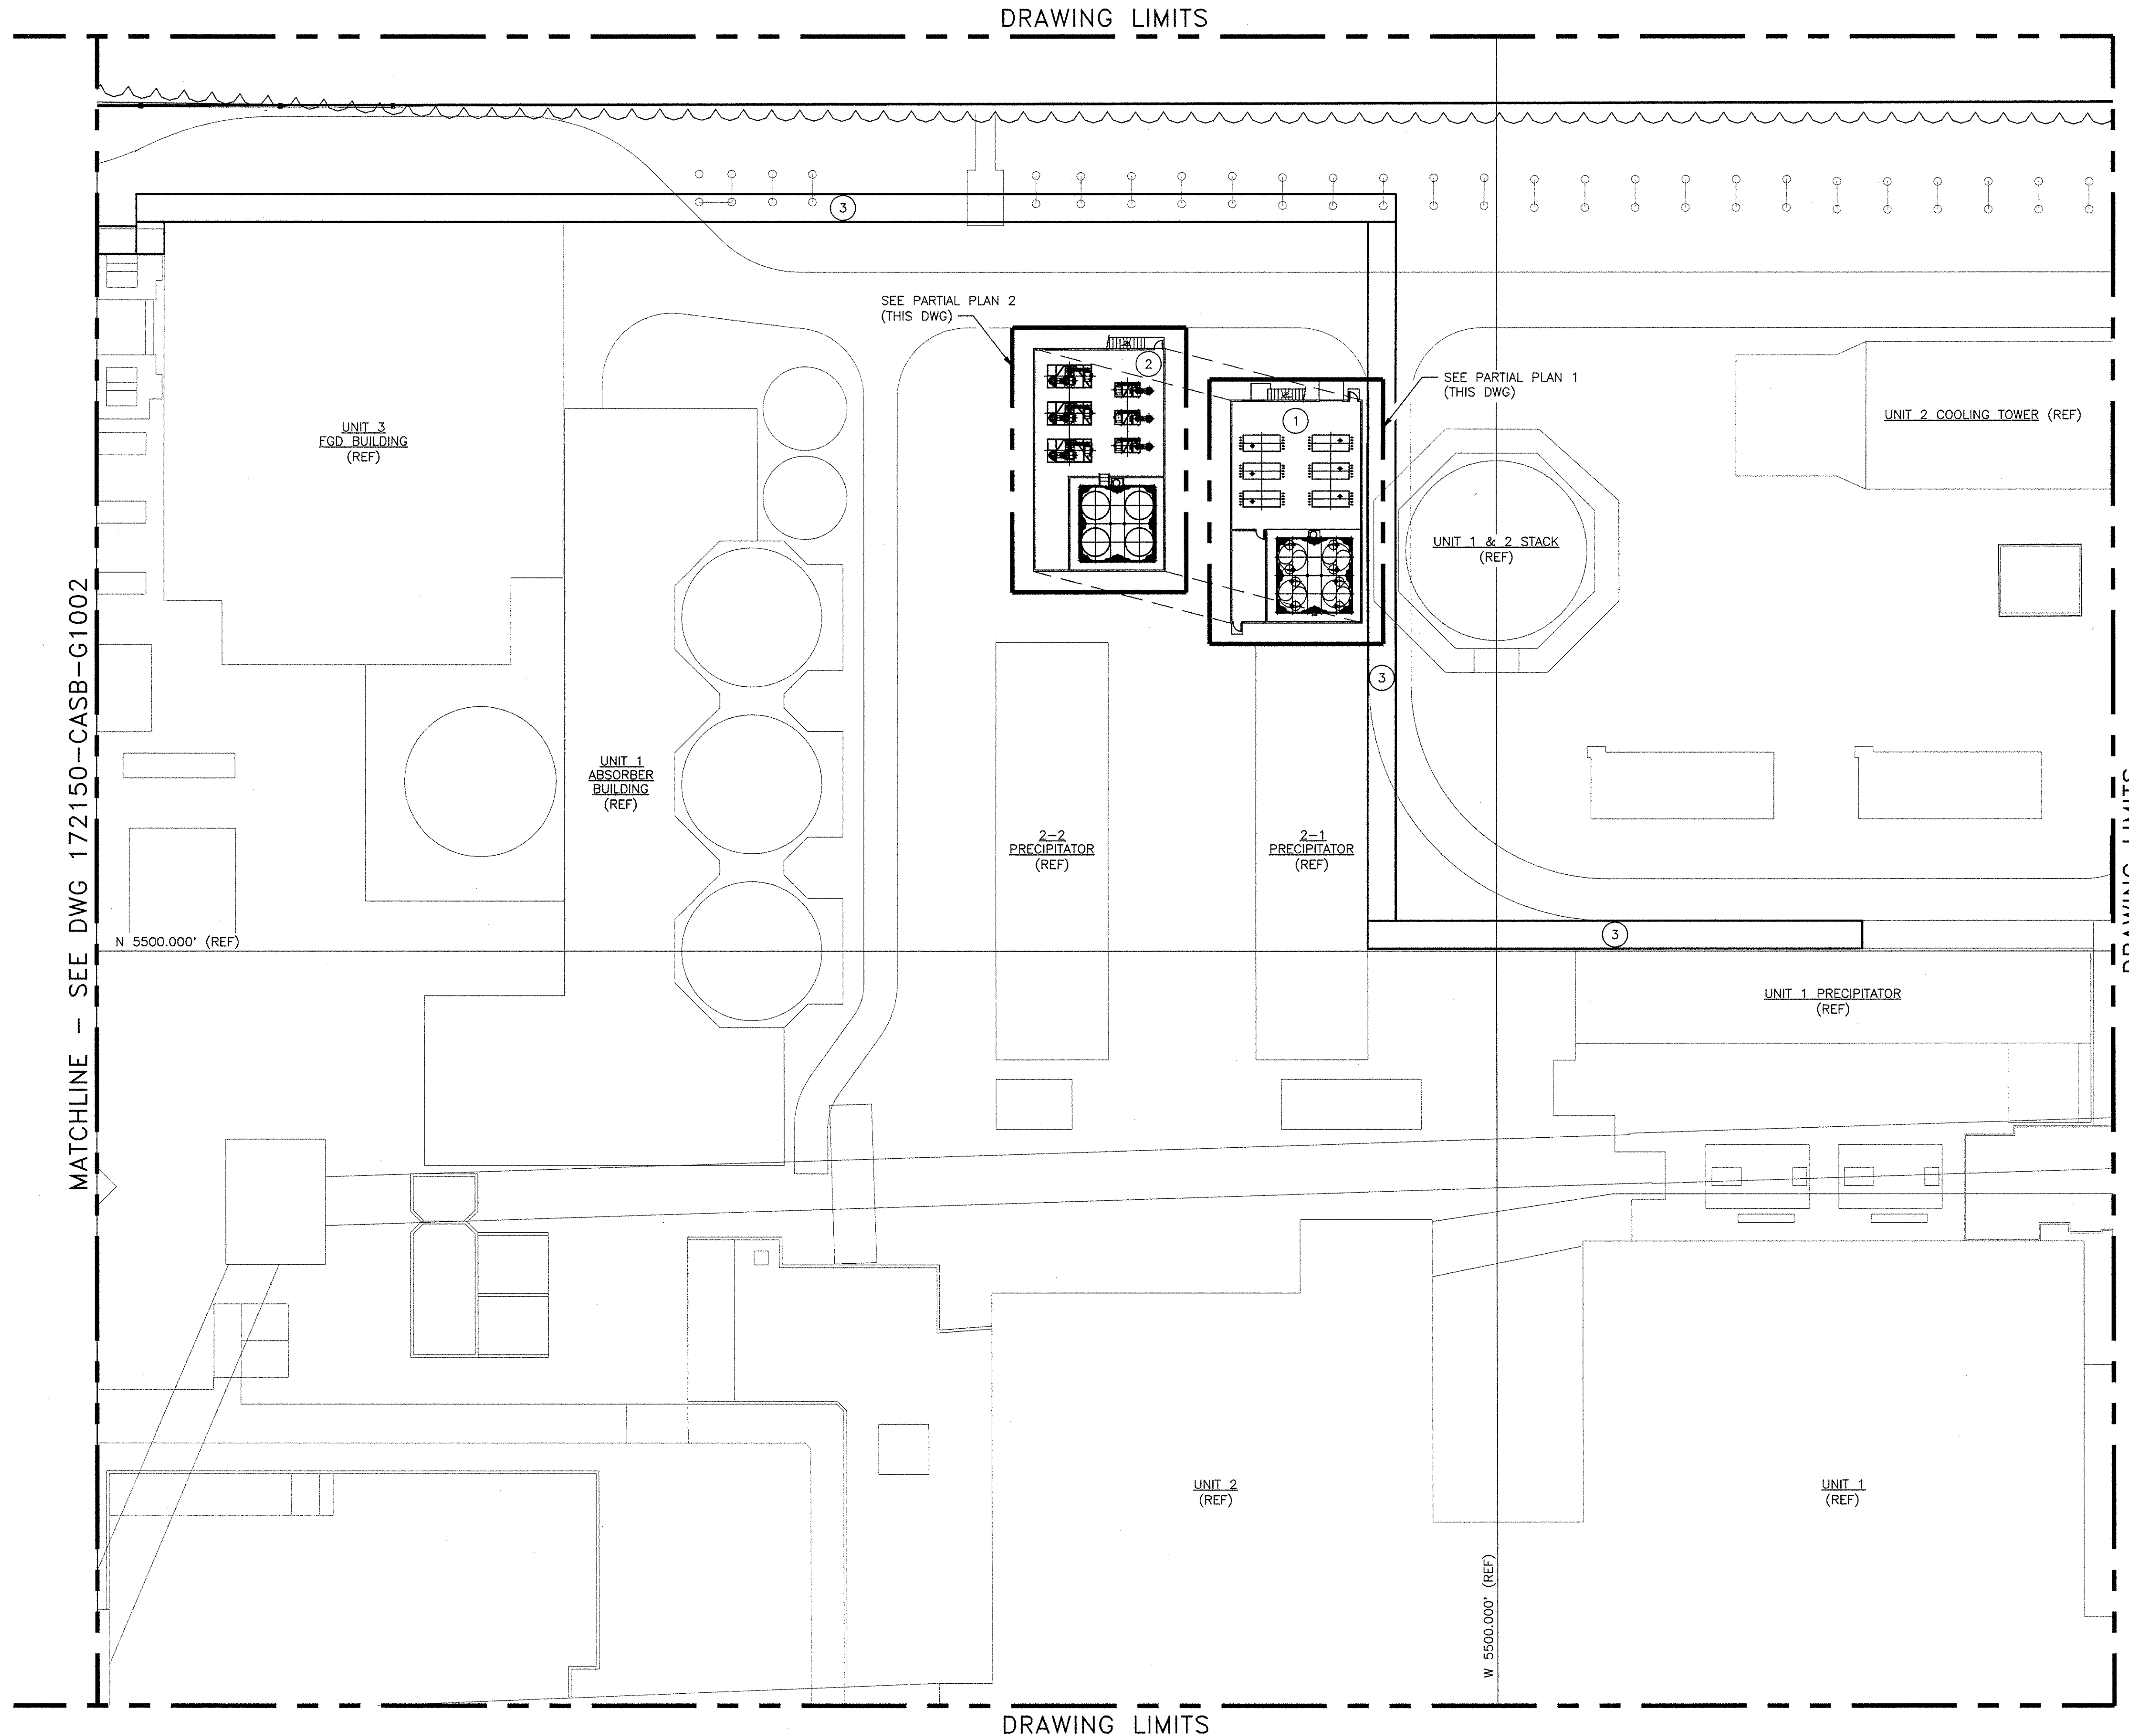 DRAWING LIMITS
3
SEE PARTIAL PLAN 2
(THIS DWG)
2
SEE PARTIAL PLAN 1
(THIS DWG)
1
UNIT 2 COOLING TOWER (REF)
UNIT 3
FGD BUILDING
(REF)
UNIT 1 & 2 STACK
(REF)
3
MATCHLINE - SEE DWG 172150-CASB-G1002
UNIT 1
ABSORBER
BUILDING
(REF)
2-2
PRECIPITATOR
(REF)
2-1
PRECIPITATOR
(REF)
DRAWING LIMITS
N 5500.000' (REF)
3
UNIT 1 PRECIPITATOR
(REF)
UNIT 2
(REF)
UNIT 1
(REF)
W 5500.000' (REF)
DRAWING LIMITS